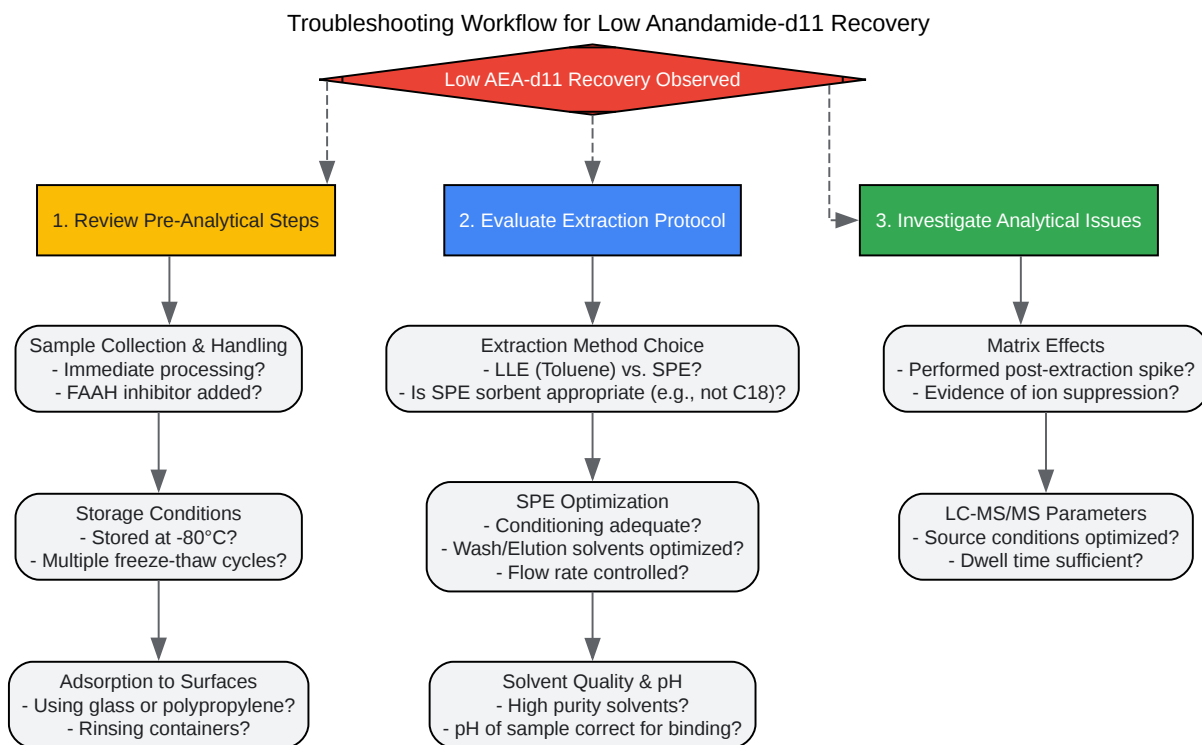 Troubleshooting Workflow for Low Anandamide-d11 Recovery
Low AEA-d11 Recovery Observed
1. Review Pre-Analytical Steps
2. Evaluate Extraction Protocol
3. Investigate Analytical Issues
Sample Collection & Handling
- Immediate processing?
- FAAH inhibitor added?
Extraction Method Choice
- LLE (Toluene) vs. SPE?
- Is SPE sorbent appropriate (e.g., not C18)?
Matrix Effects
- Performed post-extraction spike?
- Evidence of ion suppression?
Storage Conditions
- Stored at -80°C?
- Multiple freeze-thaw cycles?
SPE Optimization
- Conditioning adequate?
- Wash/Elution solvents optimized?
- Flow rate controlled?
LC-MS/MS Parameters
- Source conditions optimized?
- Dwell time sufficient?
Adsorption to Surfaces
- Using glass or polypropylene?
- Rinsing containers?
Solvent Quality & pH
- High purity solvents?
- pH of sample correct for binding?